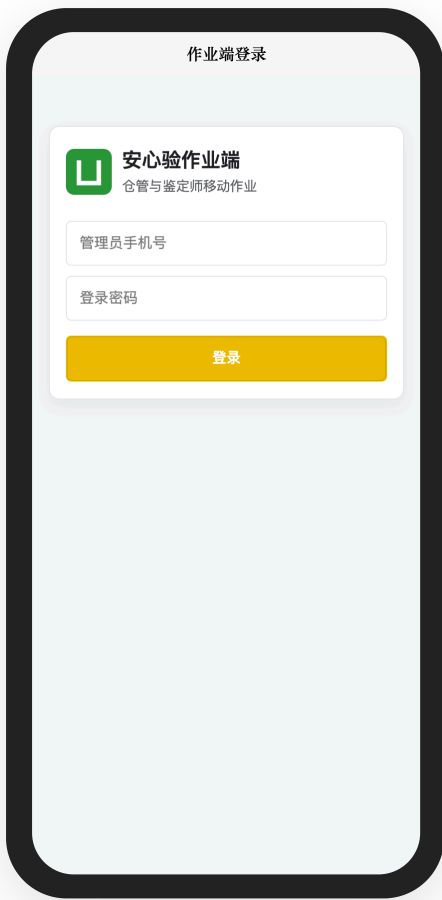 作业端登录
安心验作业端
仓管与鉴定师移动作业
管理员手机号
登录密码
登录